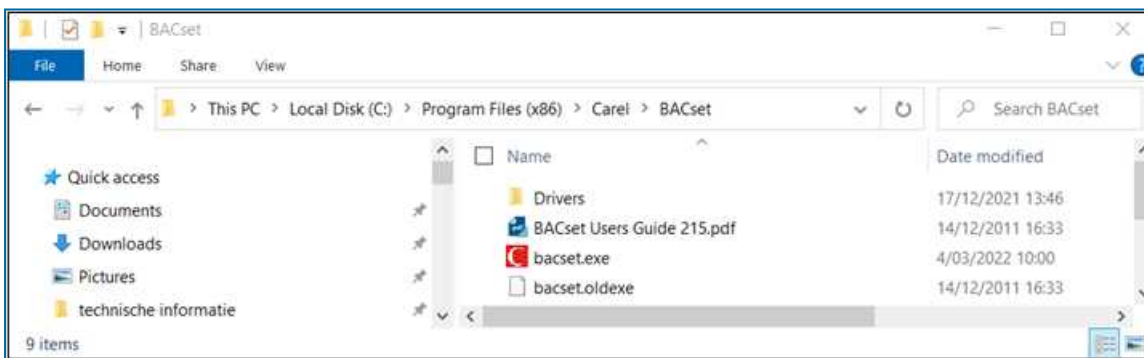 BACset
File Home Share View
This PC > Local Disk (C:) > Program Files (x86) > Carel > BACset
Search BACset
Name Date modified
Quick access
Documents
Downloads
Pictures
technische informatie
Drivers 17/12/2021 13:46
BACset Users Guide 215.pdf 14/12/2011 16:33
bacset.exe 4/03/2022 10:00
bacset.oldexe 14/12/2011 16:33
9 items